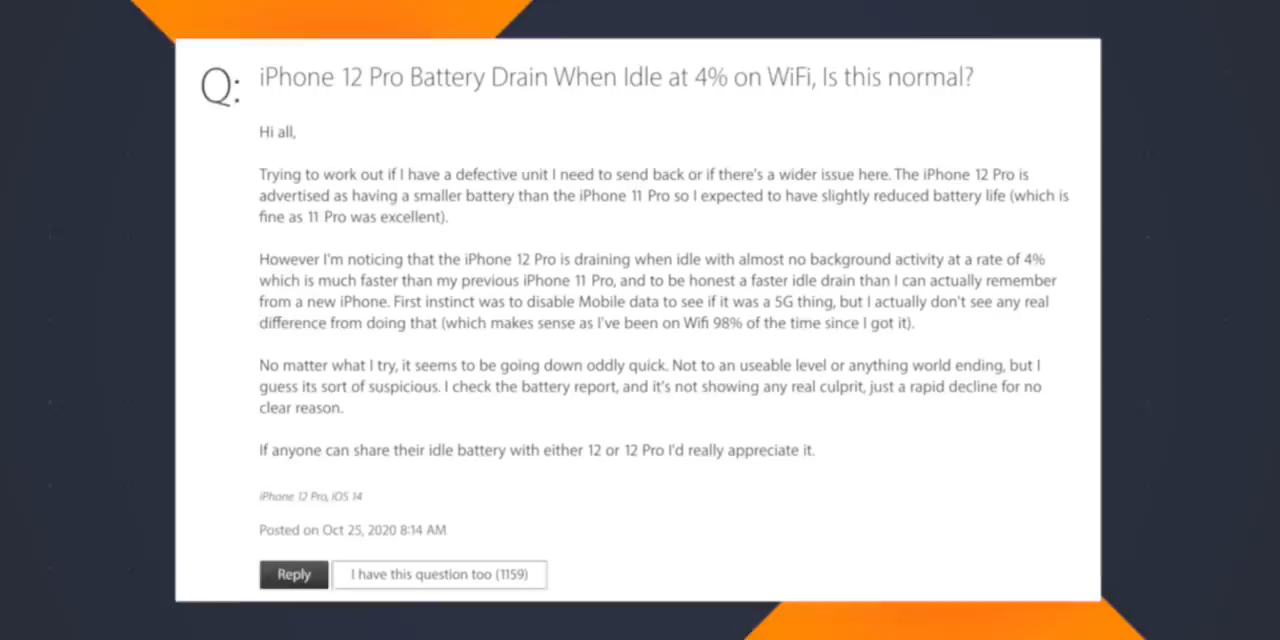 Q: iPhone 12 Pro Battery Drain When Idle at 4% on WiFi, Is this normal?
Hi all,
Trying to work out if I have a defective unit I need to send back or if there's a wider issue here. The iPhone 12 Pro is
advertised as having a smaller battery than the iPhone 11 Pro so I expected to have slightly reduced battery life (which is
fine as 11 Pro was excellent).
However I'm noticing that the iPhone 12 Pro is draining when idle with almost no background activity at a rate of 4%
which is much faster than my previous iPhone 11 Pro, and to be honest a faster idle drain than I can actually remember
from a new iPhone. First instinct was to disable Mobile data to see if it was a 5G thing, but I actually don't see any real
difference from doing that (which makes sense as I've been on Wifi 98% of the time since I got it).
No matter what I try, it seems to be going down oddly quick. Not to an useable level or anything world ending, but I
guess its sort of suspicious. I check the battery report, and it's not showing any real culprit, just a rapid decline for no
clear reason.
If anyone can share their idle battery with either 12 or 12 Pro I'd really appreciate it.
iPhone 12 Pro, iOS 14
Posted on Oct 25, 2020 8:14 AM
Reply I have this question too (1159)